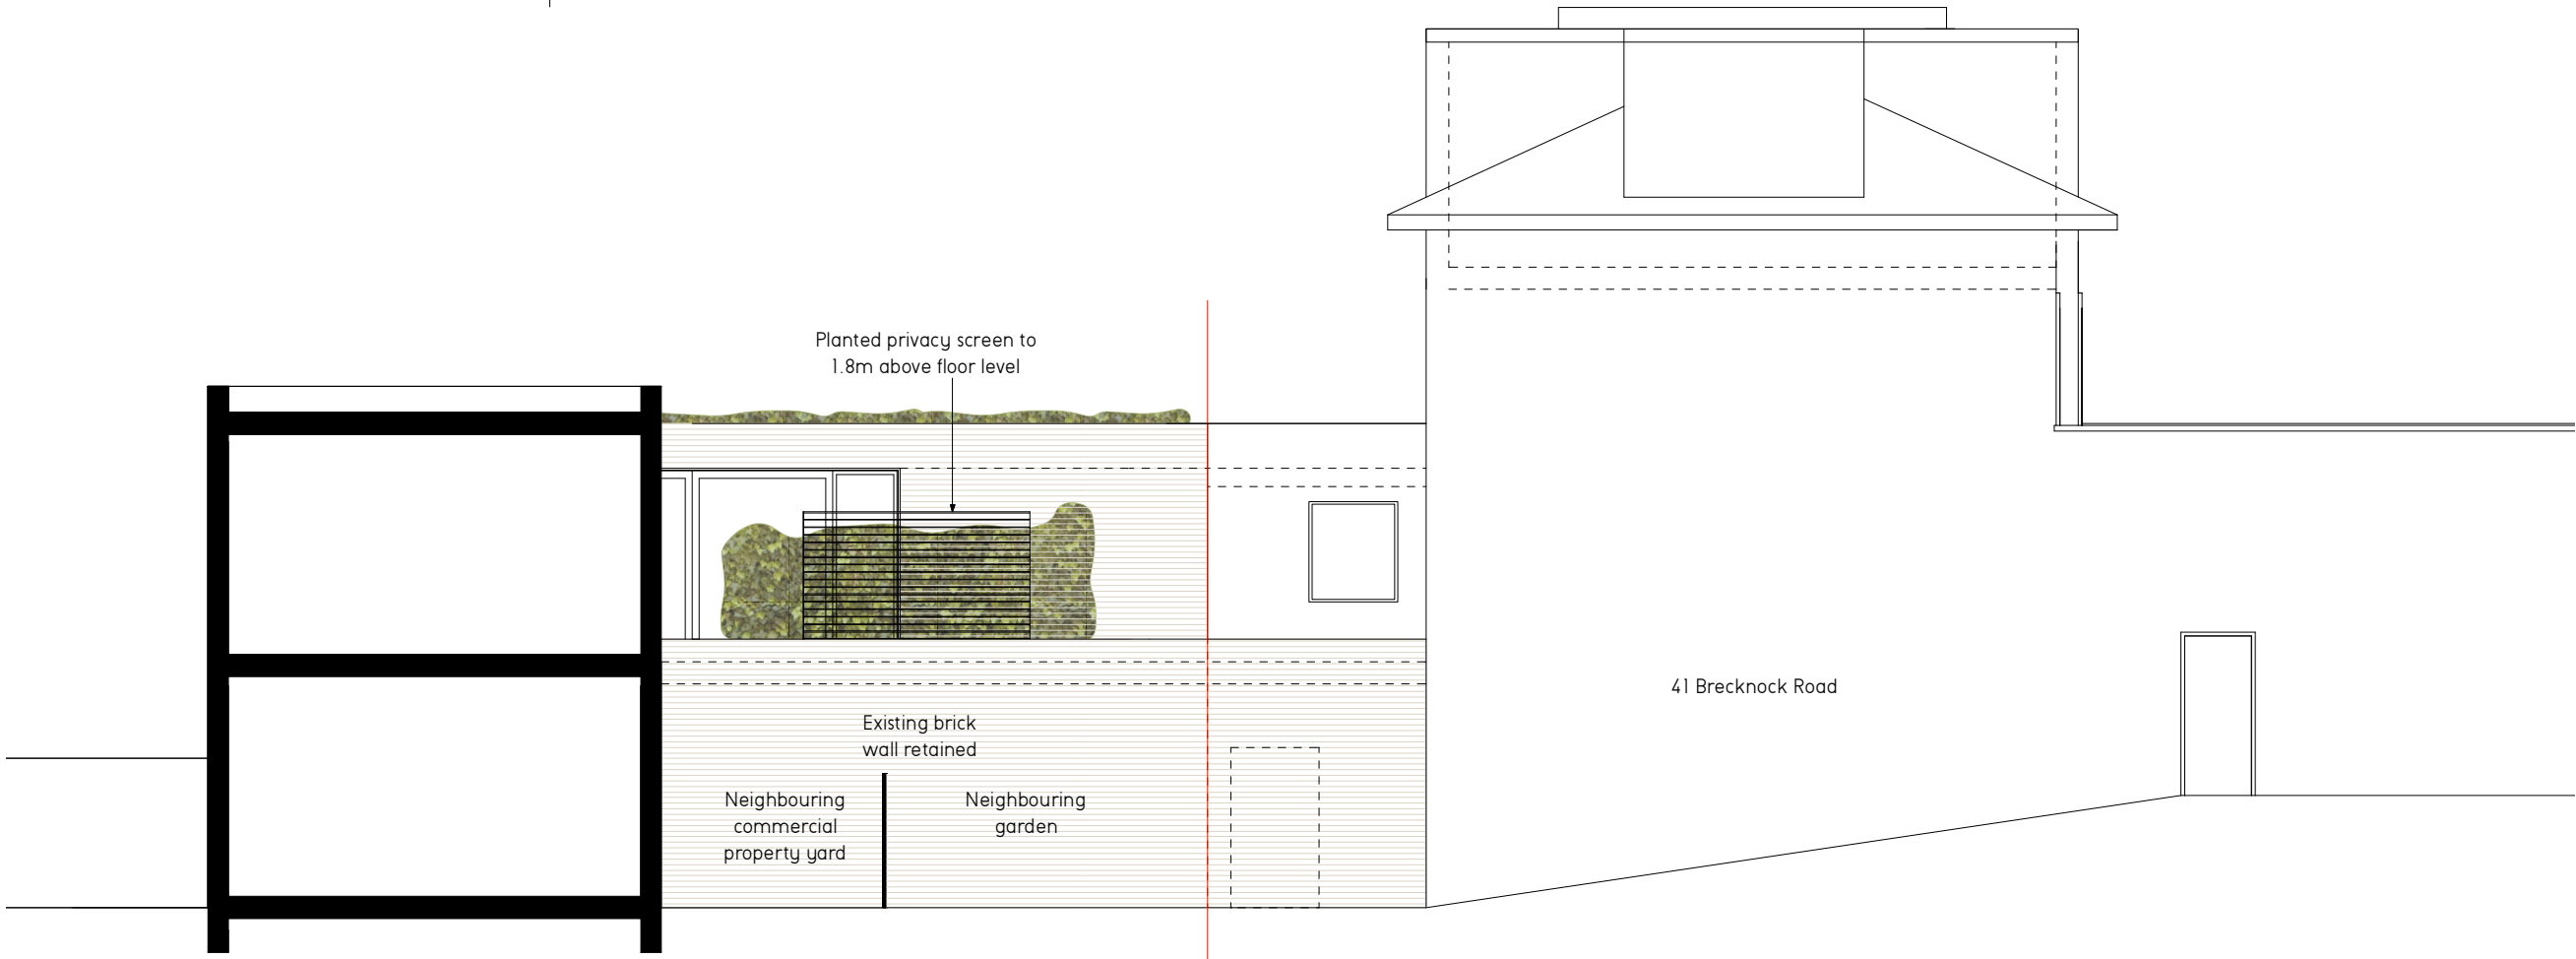 Planted privacy screen to
1.8m above floor level
41 Brecknock Road
Existing brick
wall retained
Neighbouring
commercial
property yard
Neighbouring
garden